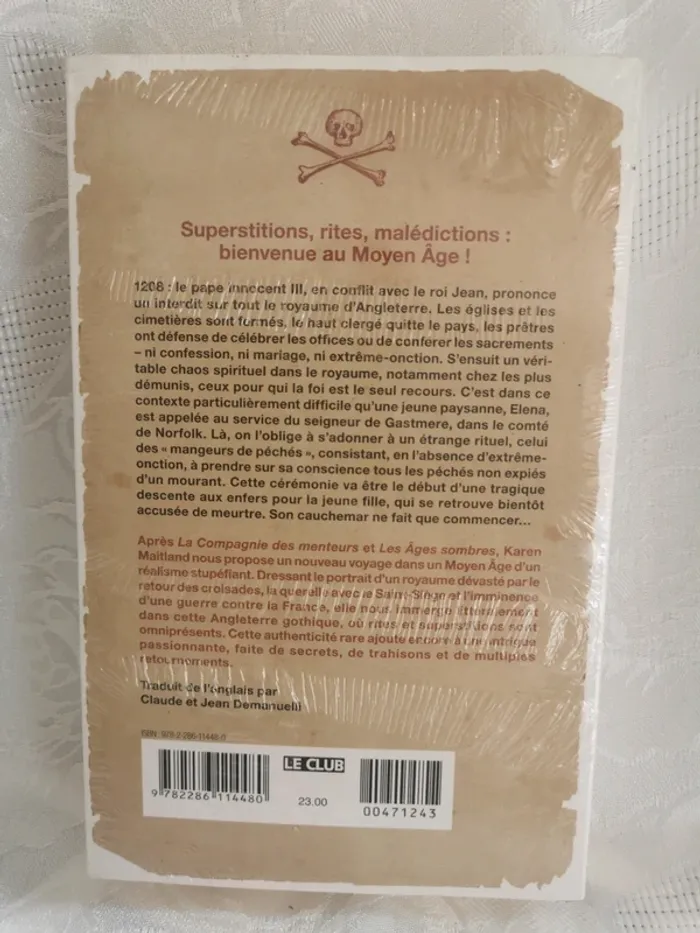 Superstitions, rites, malédictions :
bienvenue au Moyen Âge !
1208 : le pape Innocent III, en conflit avec le roi Jean, prononce
un interdit sur tout le royaume d'Angleterre. Les églises et les
cimetières sont fermés, le haut clergé quitte le pays, les prêtres
ont défense de célébrer les offices ou de conférer les sacrements
– ni confession, ni mariage, ni extrême-onction. S'ensuit un véri-
table chaos spirituel dans le royaume, notamment chez les plus
démunis, ceux pour qui la foi est le seul recours. C'est dans ce
contexte particulièrement difficile qu'une jeune paysanne, Elena,
est appelée au service du seigneur de Gastmere, dans le comté
de Norfolk. Là, on l'oblige à s'adonner à un étrange rituel, celui
des « mangeurs de péchés », consistant, en l'absence d'extrême-
onction, à prendre sur sa conscience tous les péchés non expiés
d'un mourant. Cette cérémonie va être le début d'une tragique
descente aux enfers pour la jeune fille, qui se retrouve bientôt
accusée de meurtre. Son cauchemar ne fait que commencer...
Après La Compagnie des menteurs et Les Âges sombres, Karen
Maitland nous propose un nouveau voyage dans un Moyen Âge d'un
réalisme stupéfiant. Dressant le portrait d'un royaume dévasté par le
retour des croisades, la querelle avec le Saint-Siège et l'imminence
d'une guerre contre la France, elle nous immerge littéralement
dans cette Angleterre gothique, où rites et superstitions sont
omniprésents. Cette authenticité rare ajoute encore à une intrigue
passionnante, faite de secrets, de trahisons et de multiples
retournements.
Traduit de l'anglais par
Claude et Jean Demanuelli
ISBN: 978-2-286-11448-0
LE CLUB
9 782286 114480
23.00
00471243